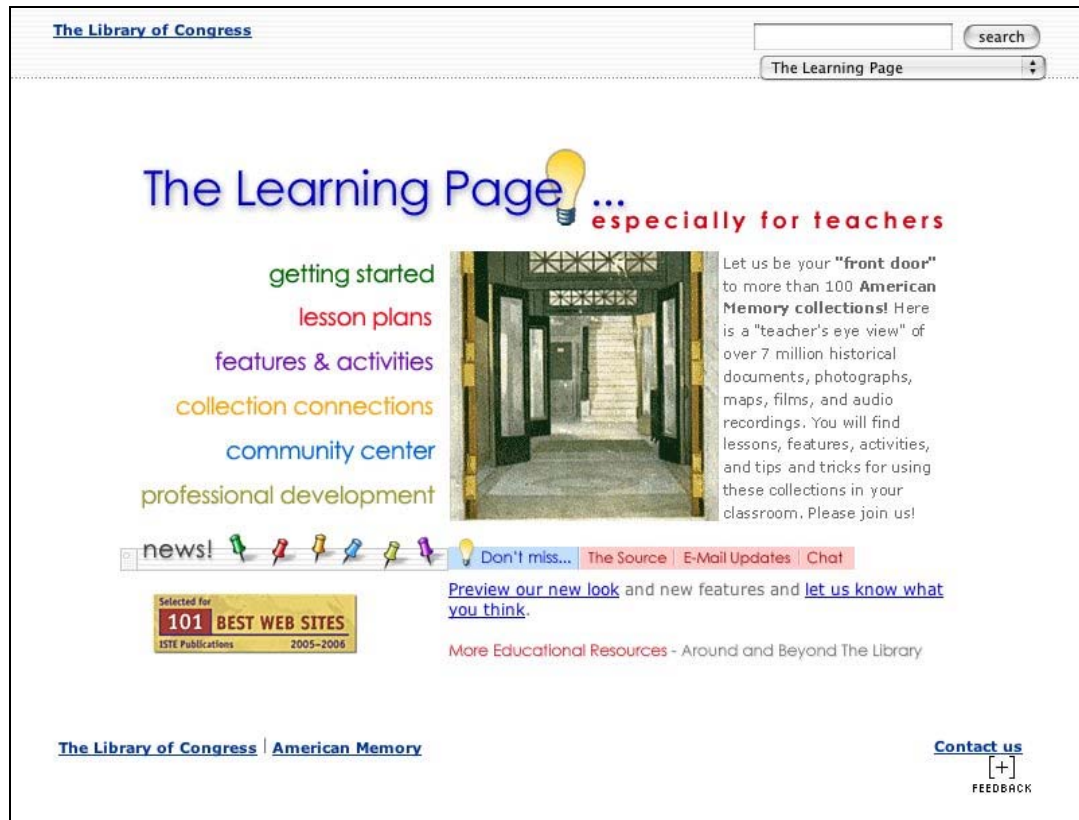 The Library of Congress
search
The Learning Page
The Learning Page...
especially for teachers
getting started
lesson plans
features & activities
collection connections
community center
professional development
Let us be your "front door"
to more than 100 American
Memory collections! Here
is a "teacher's eye view" of
over 7 million historical
documents, photographs,
maps, films, and audio
recordings. You will find
lessons, features, activities,
and tips and tricks for using
these collections in your
classroom. Please join us!
news!
Don't miss... The Source E-Mail Updates Chat
Selected for
101 BEST WEB SITES
ISTE Publications 2005–2006
Preview our new look and new features and let us know what
you think.
More Educational Resources - Around and Beyond The Library
The Library of Congress American Memory
Contact us
[+]
FEEDBACK